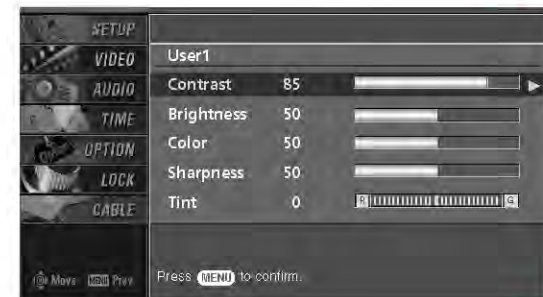 SETUP
VIDEO
AUDIO
TIME
OPTION
LOCK
CABLE
Move MENU Prev
User1
Contrast 85
Brightness 50
Color 50
Sharpness 50
Tint 0 R G
Press MENU to confirm.